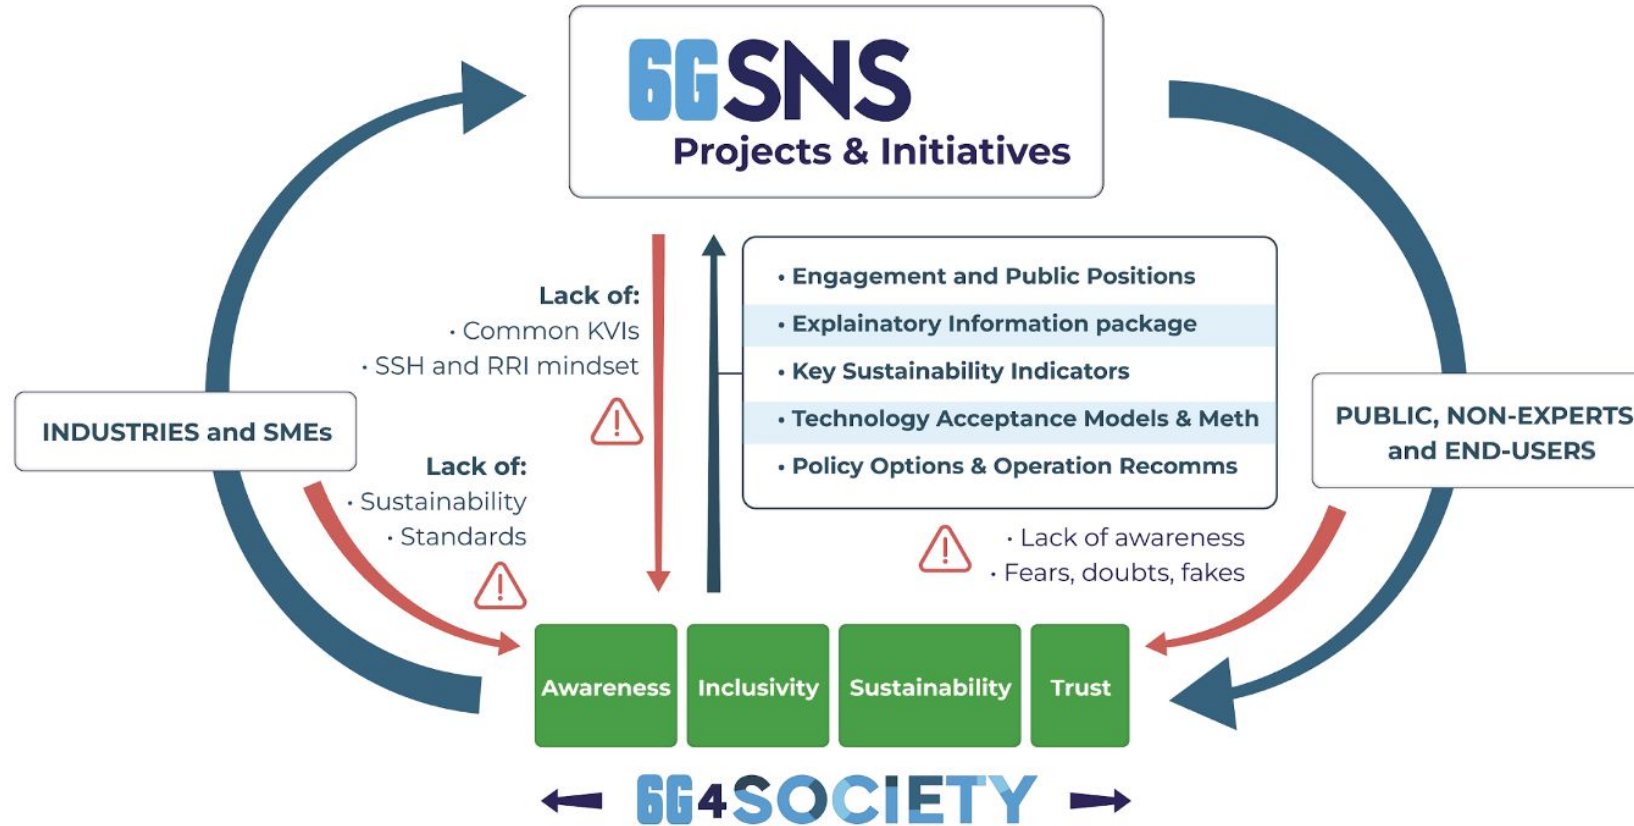 6GSNS
Projects & Initiatives
Lack of:
• Common KVIs
• SSH and RRI mindset
• Engagement and Public Positions
• Explainatory Information package
• Key Sustainability Indicators
• Technology Acceptance Models & Meth
• Policy Options & Operation Recomms
INDUSTRIES and SMEs
PUBLIC, NON-EXPERTS
and END-USERS
Lack of:
• Sustainability
• Standards
• Lack of awareness
• Fears, doubts, fakes
Awareness
Inclusivity
Sustainability
Trust
6G4SOCiETY